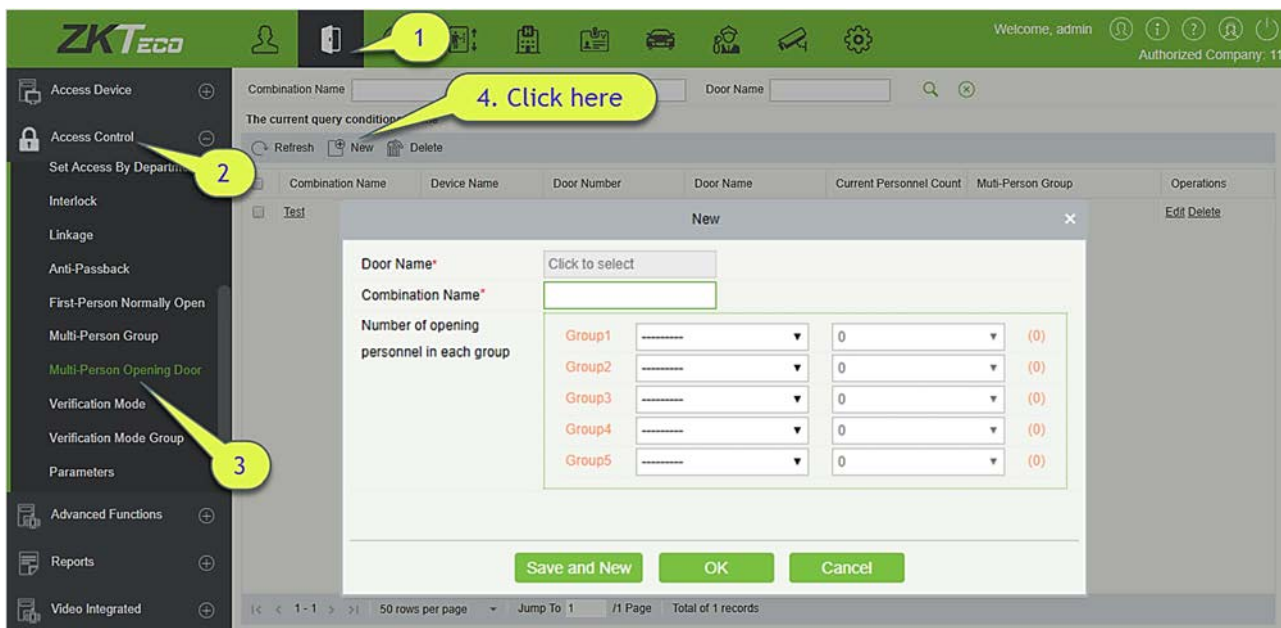 ZKTeco
1
Welcome, admin
Authorized Company: 11
Access Device
Combination Name
4. Click here
Door Name
The current query condition
Access Control
2
Refresh New Delete
Set Access By
Combination Name Device Name Door Number Door Name Current Personnel Count Muti-Person Group Operations
Interlock
Test
Edit Delete
New
Linkage
Door Name*
Click to select
Anti-Passback
Combination Name*
First-Person Normally Open
Number of opening
personnel in each group
Group1 --------- 0 (0)
Multi-Person Group
Group2 --------- 0 (0)
Multi-Person Opening Door
Group3 --------- 0 (0)
Verification Mode
Group4 --------- 0 (0)
Verification Mode Group
Group5 --------- 0 (0)
3
Parameters
Advanced Functions
Reports
Save and New OK Cancel
Video Integrated
1-1 50 rows per page Jump To 1 /1 Page Total of 1 records